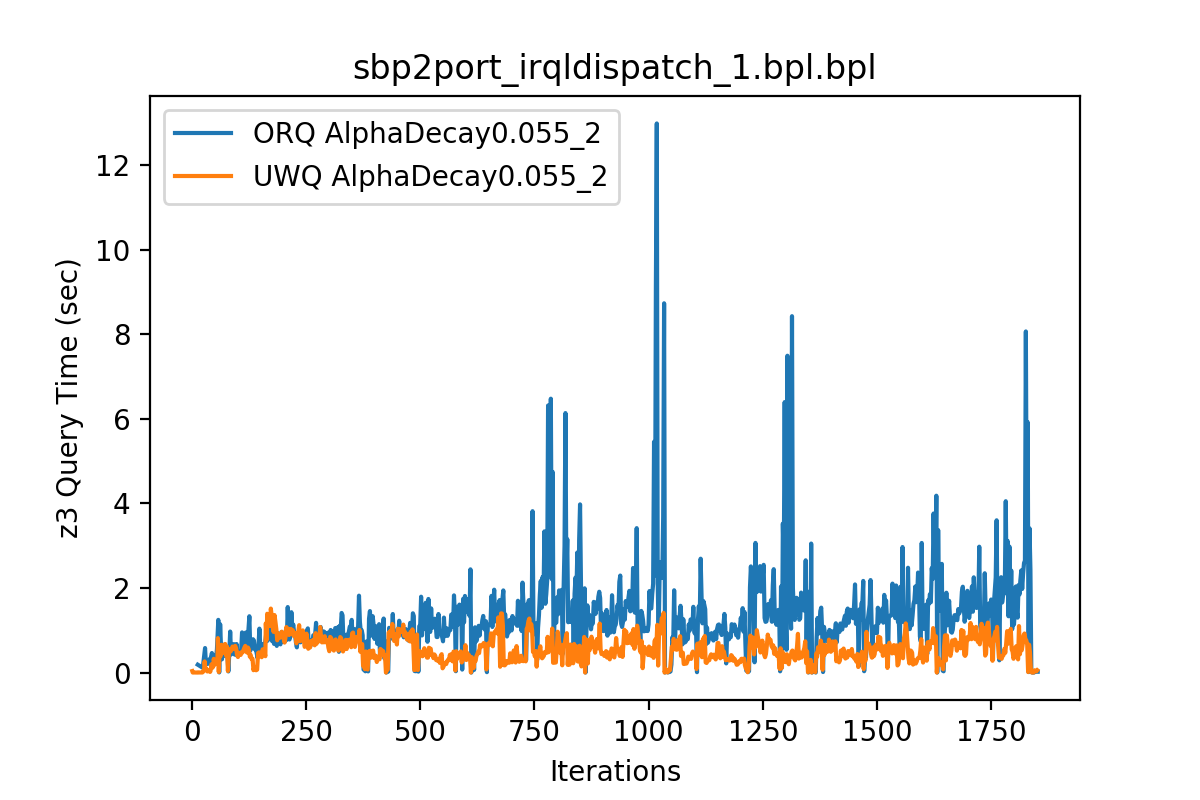 sbp2port_irqldispatch_1.bpl.bpl
ORQ AlphaDecay0.055_2
UWQ AlphaDecay0.055_2
z3 Query Time (sec)
12
10
8
6
4
2
0
0 250 500 750 1000 1250 1500 1750
Iterations